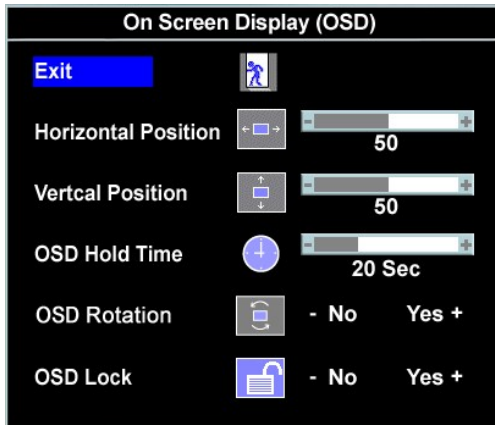 On Screen Display (OSD)
Exit
Horizontal Position - +
50
Vertcal Position - +
50
OSD Hold Time - +
20 Sec
OSD Rotation - No Yes +
OSD Lock - No Yes +